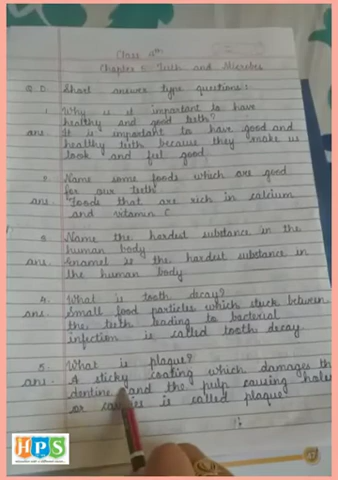 Class 4th
Chapter 5 Teeth and Microbes
Q D. Short answer type questions:
1. Why is it important to have
healthy and good teeth?
ans. It is important to have good and
healthy teeth because they make us
look and feel good
2. Name some foods which are good
for our teeth
ans. Foods that are rich in calcium
and vitamin C
3. Name the hardest substance in the
human body
ans. Enamel is the hardest substance in
the human body
4. What is tooth decay?
ans. Small food particles which stuck between
the teeth leading to bacterial
infection is called tooth decay.
5. What is plaque?
ans. A sticky coating which damages the
dentine and the pulp causing holes
or is called plaque
HPS